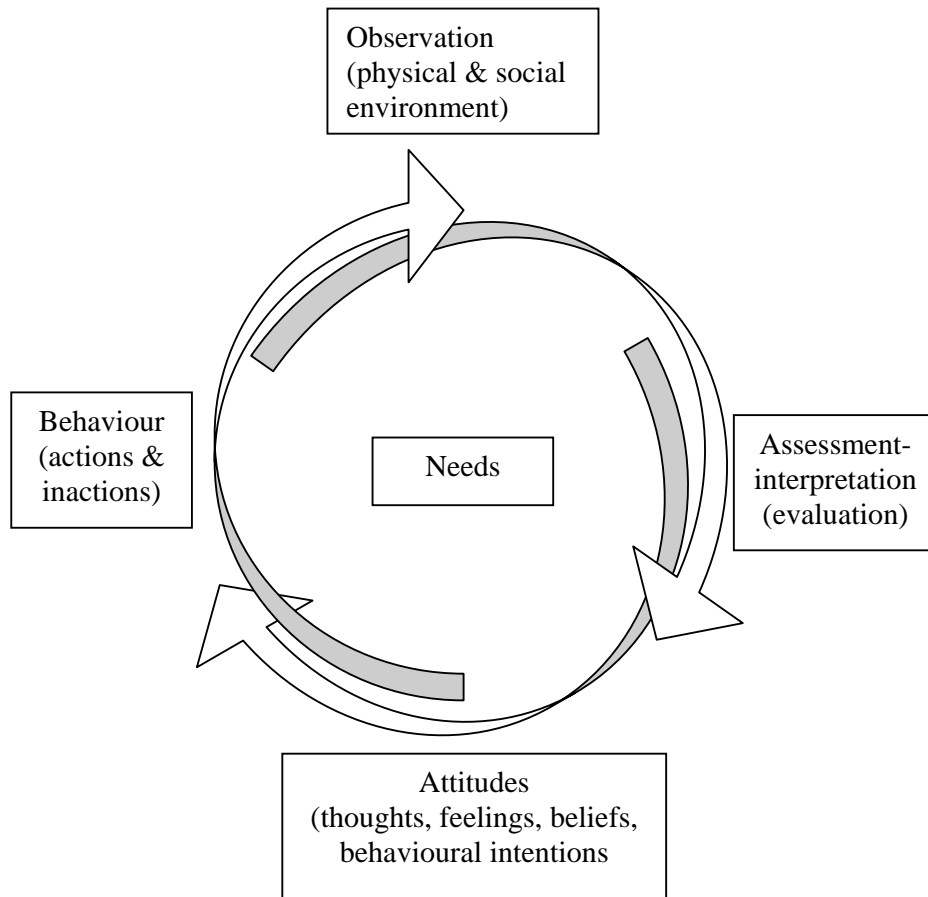 Observation
(physical & social
environment)
Behaviour
(actions &
inactions)
Needs
Assessment-
interpretation
(evaluation)
Attitudes
(thoughts, feelings, beliefs,
behavioural intentions